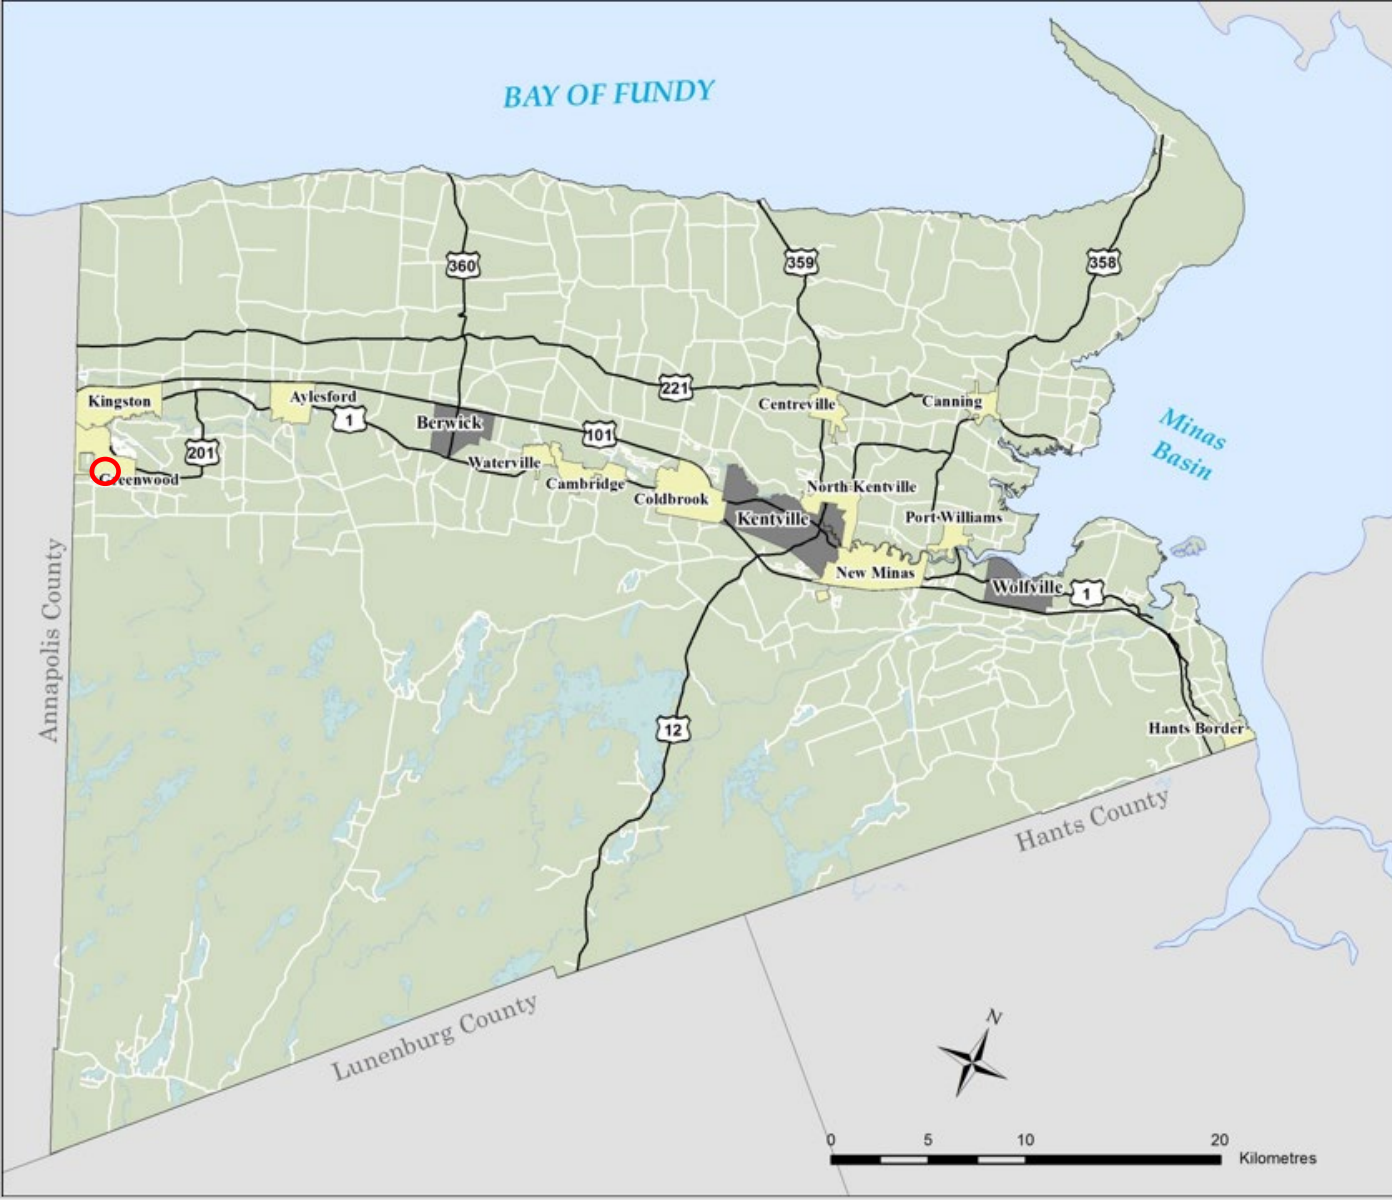 BAY OF FUNDY
360
359
358
221
Kingston
Aylesford
1
Berwick
Centreville
Canning
Minas
Basin
101
201
Greenwood
Waterville
Cambridge
Coldbrook
North Kentville
Kentville
Port Williams
New Minas
Wolfville
1
Annapolis County
12
Hants Border
Hants County
Lunenburg County
N
0 5 10 20
Kilometres